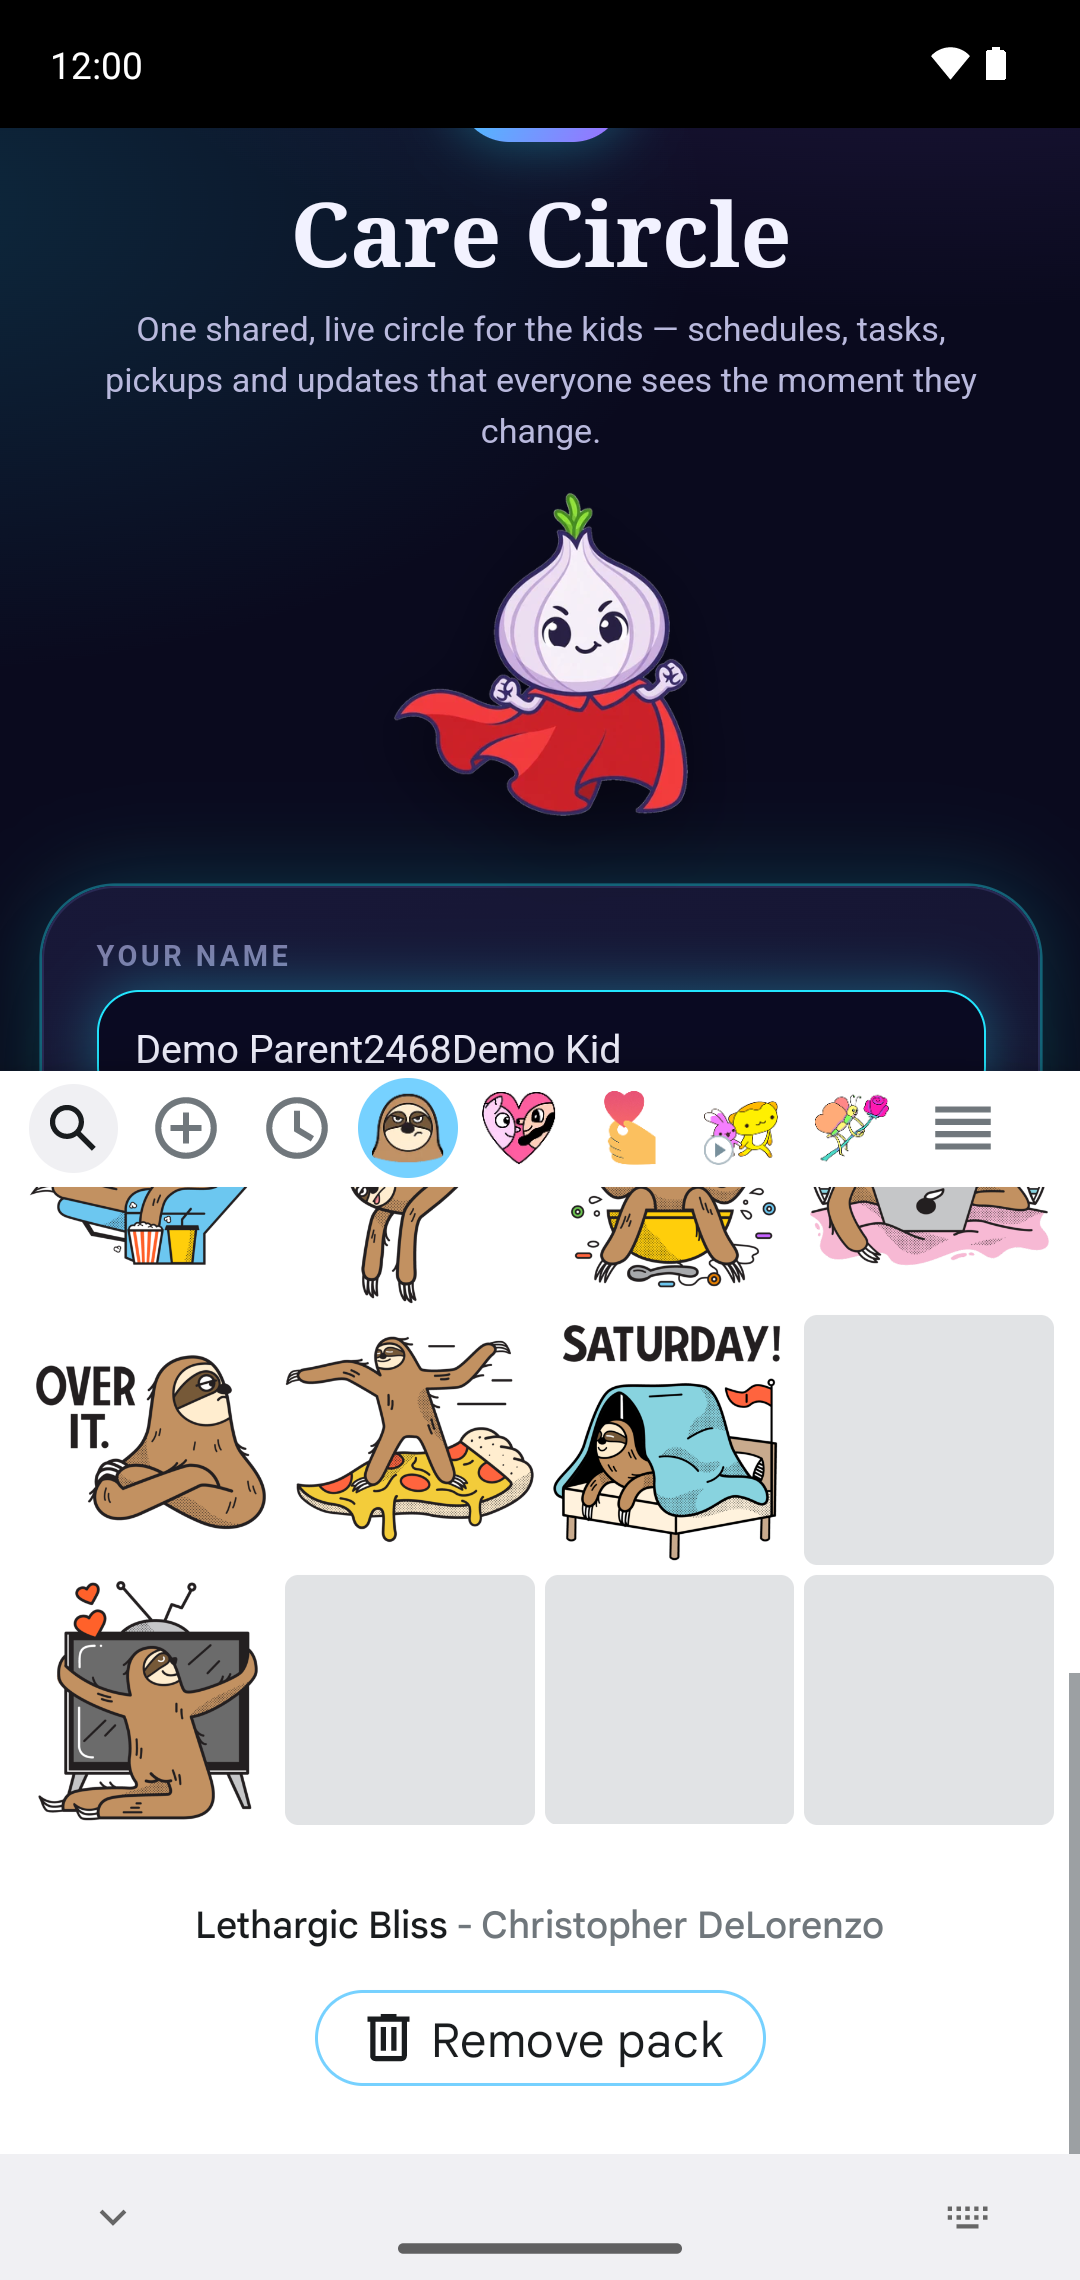 12:00
Care Circle
One shared, live circle for the kids — schedules, tasks,
pickups and updates that everyone sees the moment they
change.
YOUR NAME
Demo Parent2468Demo Kid
OVER
IT.
SATURDAY!
Lethargic Bliss - Christopher DeLorenzo
Remove pack